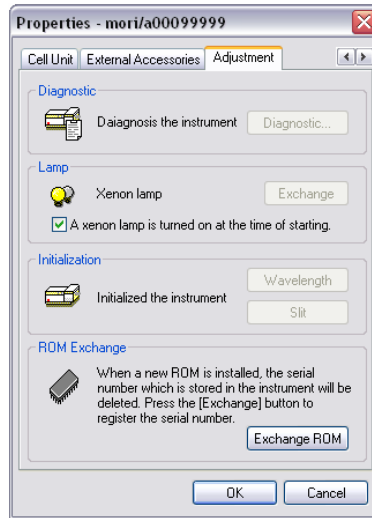 Properties - mori/a00099999
Cell Unit External Accessories Adjustment
Diagnostic
Daiagnosis the instrument Diagnostic...
Lamp
Xenon lamp Exchange
A xenon lamp is turned on at the time of starting.
Initialization
Wavelength
Initialized the instrument
Slit
ROM Exchange
When a new ROM is installed, the serial
number which is stored in the instrument will be
deleted. Press the [Exchange] button to
register the serial number.
Exchange ROM
OK Cancel